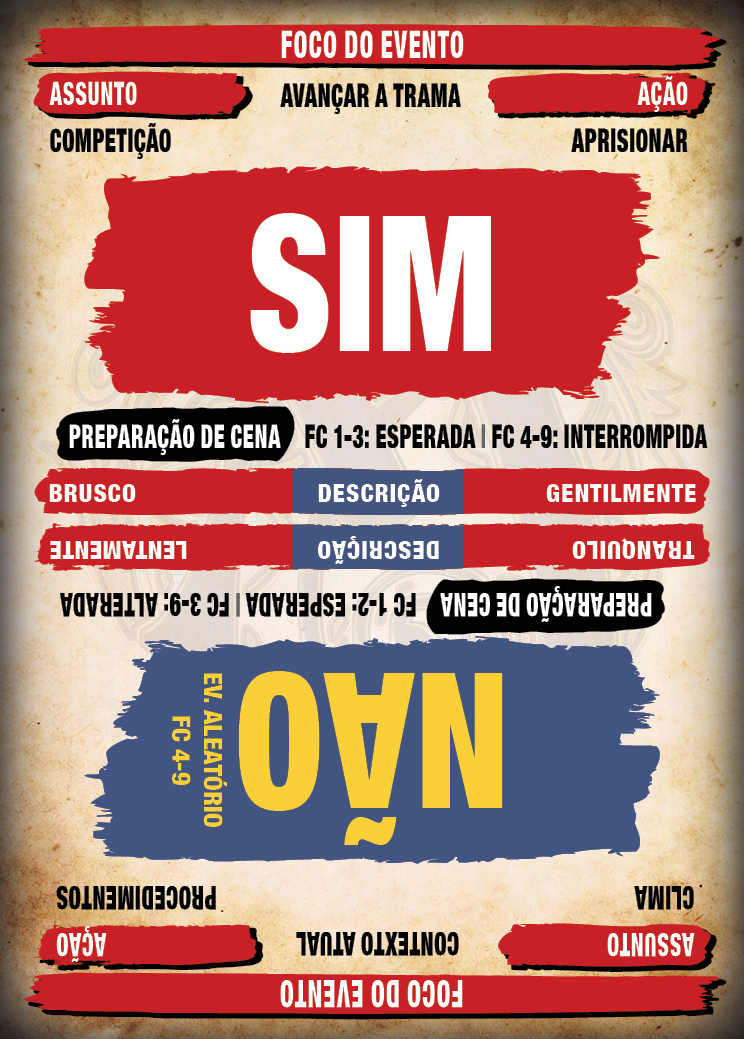 FOCO DO EVENTO
ASSUNTO AVANÇAR A TRAMA AÇÃO
COMPETIÇÃO APRISIONAR
SIM
PREPARAÇÃO DE CENA FC 1-3: ESPERADA | FC 4-9: INTERROMPIDA
BRUSCO DESCRIÇÃO GENTILMENTE
FOCO DO EVENTO
ASSUNTO CONTEXTO ATUAL AÇÃO
CLIMA PROCEDIMENTOS
NÃO
EV. ALEATÓRIO
FC 4-9
PREPARAÇÃO DE CENA FC 1-2: ESPERADA | FC 3-9: ALTERADA
TRANQUILO DESCRIÇÃO LENTAMENTE